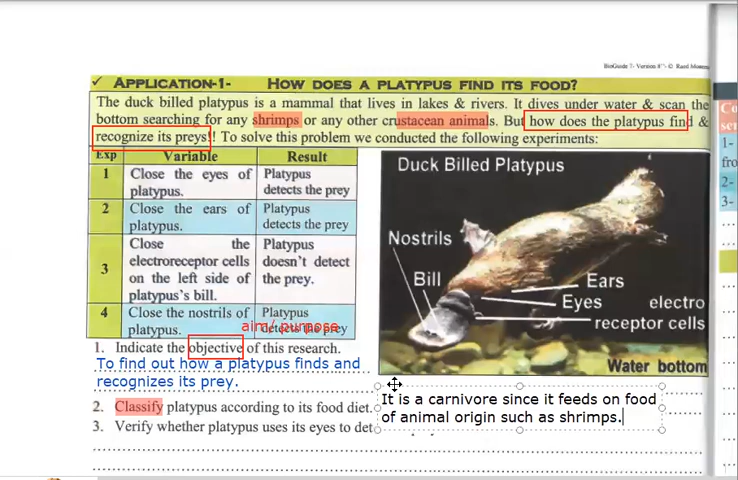 BioGuide 7- Version 8
✓ APPLICATION-1- HOW DOES A PLATYPUS FIND ITS FOOD?
The duck billed platypus is a mammal that lives in lakes & rivers. It dives under water & scan the
bottom searching for any shrimps or any other crustacean animals. But how does the platypus find &
recognize its preys! To solve this problem we conducted the following experiments:
Exp Variable Result
1 Close the eyes of platypus. Platypus detects the prey
2 Close the ears of platypus. Platypus detects the prey
3 Close the electroreceptor cells on the left side of platypus's bill. Platypus doesn't detect the prey.
4 Close the nostrils of platypus. Platypus detects the prey
Duck Billed Platypus
Nostrils
Bill
Ears
Eyes
electro
receptor cells
Water bottom
aim/ purpose
1. Indicate the objective of this research.
To find out how a platypus finds and
recognizes its prey.
2. Classify platypus according to its food diet.
It is a carnivore since it feeds on food
of animal origin such as shrimps.
3. Verify whether platypus uses its eyes to det
1-
fro
2-
3-